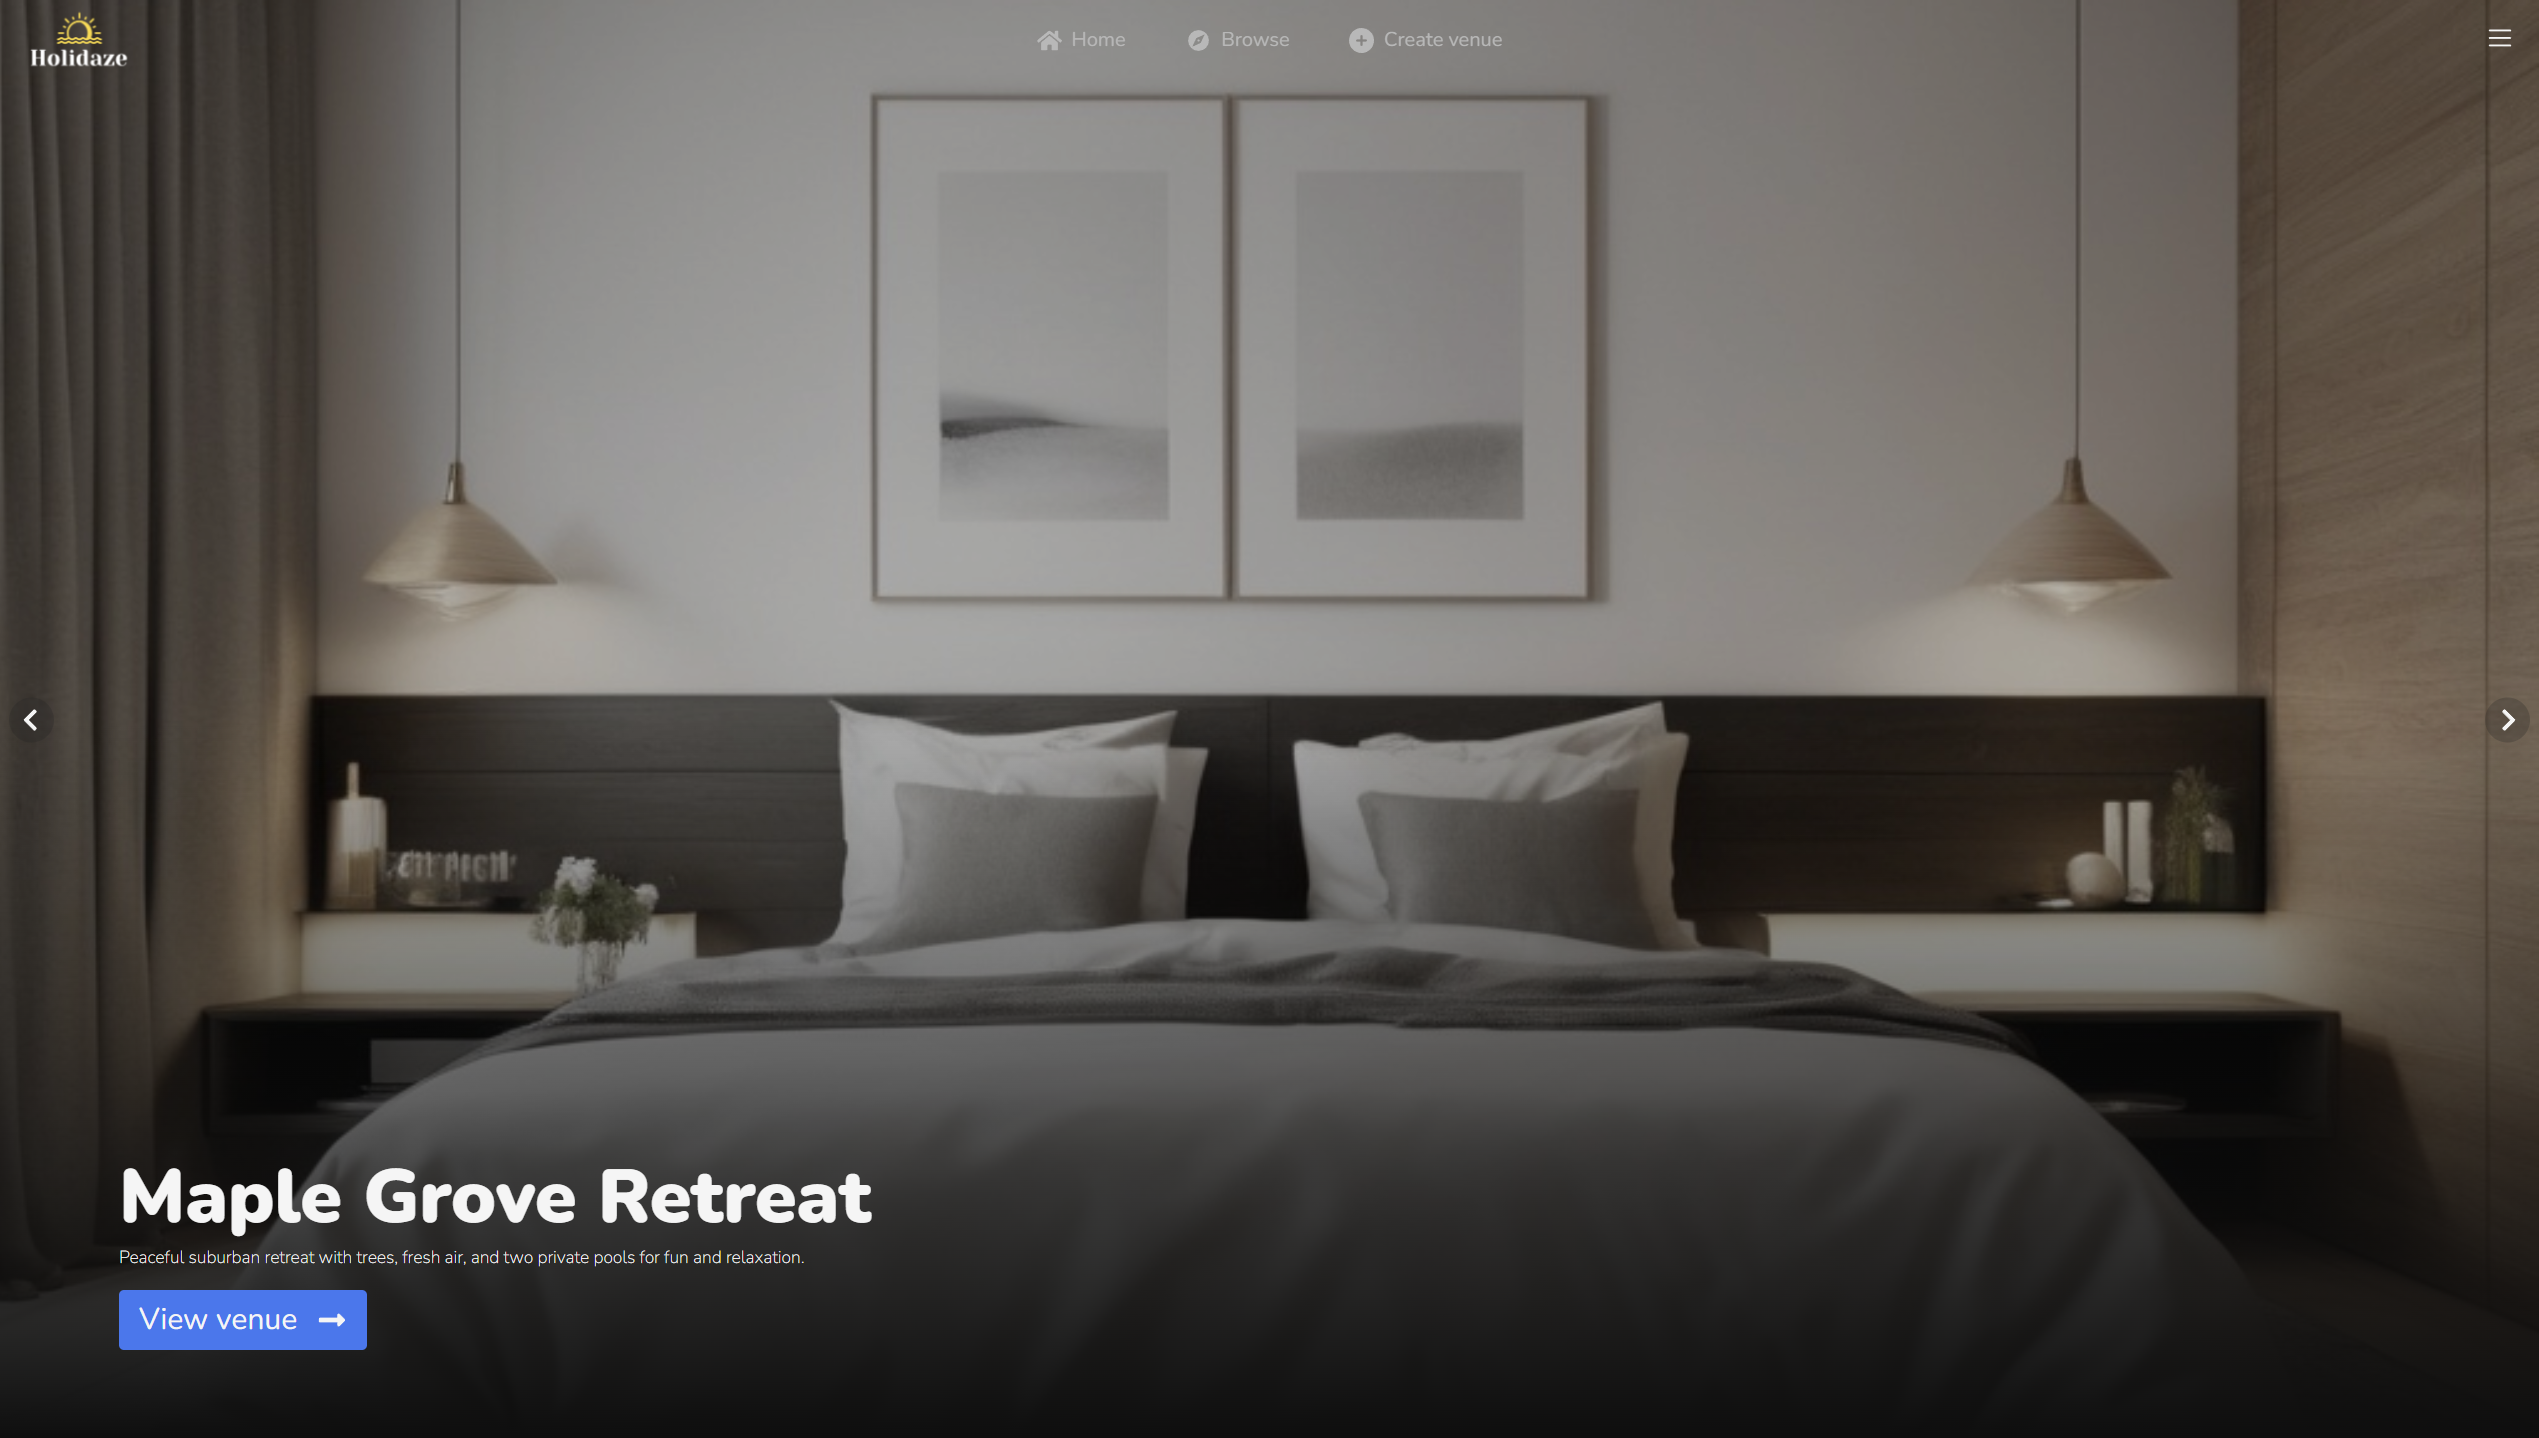 Holidaze
Home
Browse
Create venue
Maple Grove Retreat
Peaceful suburban retreat with trees, fresh air, and two private pools for fun and relaxation.
View venue